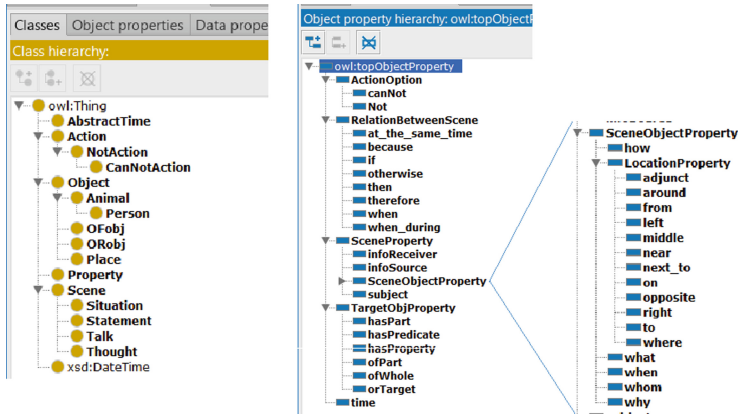 Classes Object properties Data prope
Class hierarchy:
owl:Thing
AbstractTime
Action
NotAction
CanNotAction
Object
Animal
Person
OFobj
ORobj
Place
Property
Scene
Situation
Statement
Talk
Thought
xsd:DateTime
Object property hierarchy: owl:topObjectP
owl:topObjectProperty
ActionOption
canNot
Not
RelationBetweenScene
at_the_same_time
because
if
otherwise
then
therefore
when
when_during
SceneProperty
infoReceiver
infoSource
SceneObjectProperty
subject
TargetObjProperty
hasPart
hasPredicate
hasProperty
ofPart
ofWhole
orTarget
time
SceneObjectProperty
how
LocationProperty
adjunct
around
from
left
middle
near
next_to
on
opposite
right
to
where
what
when
whom
why